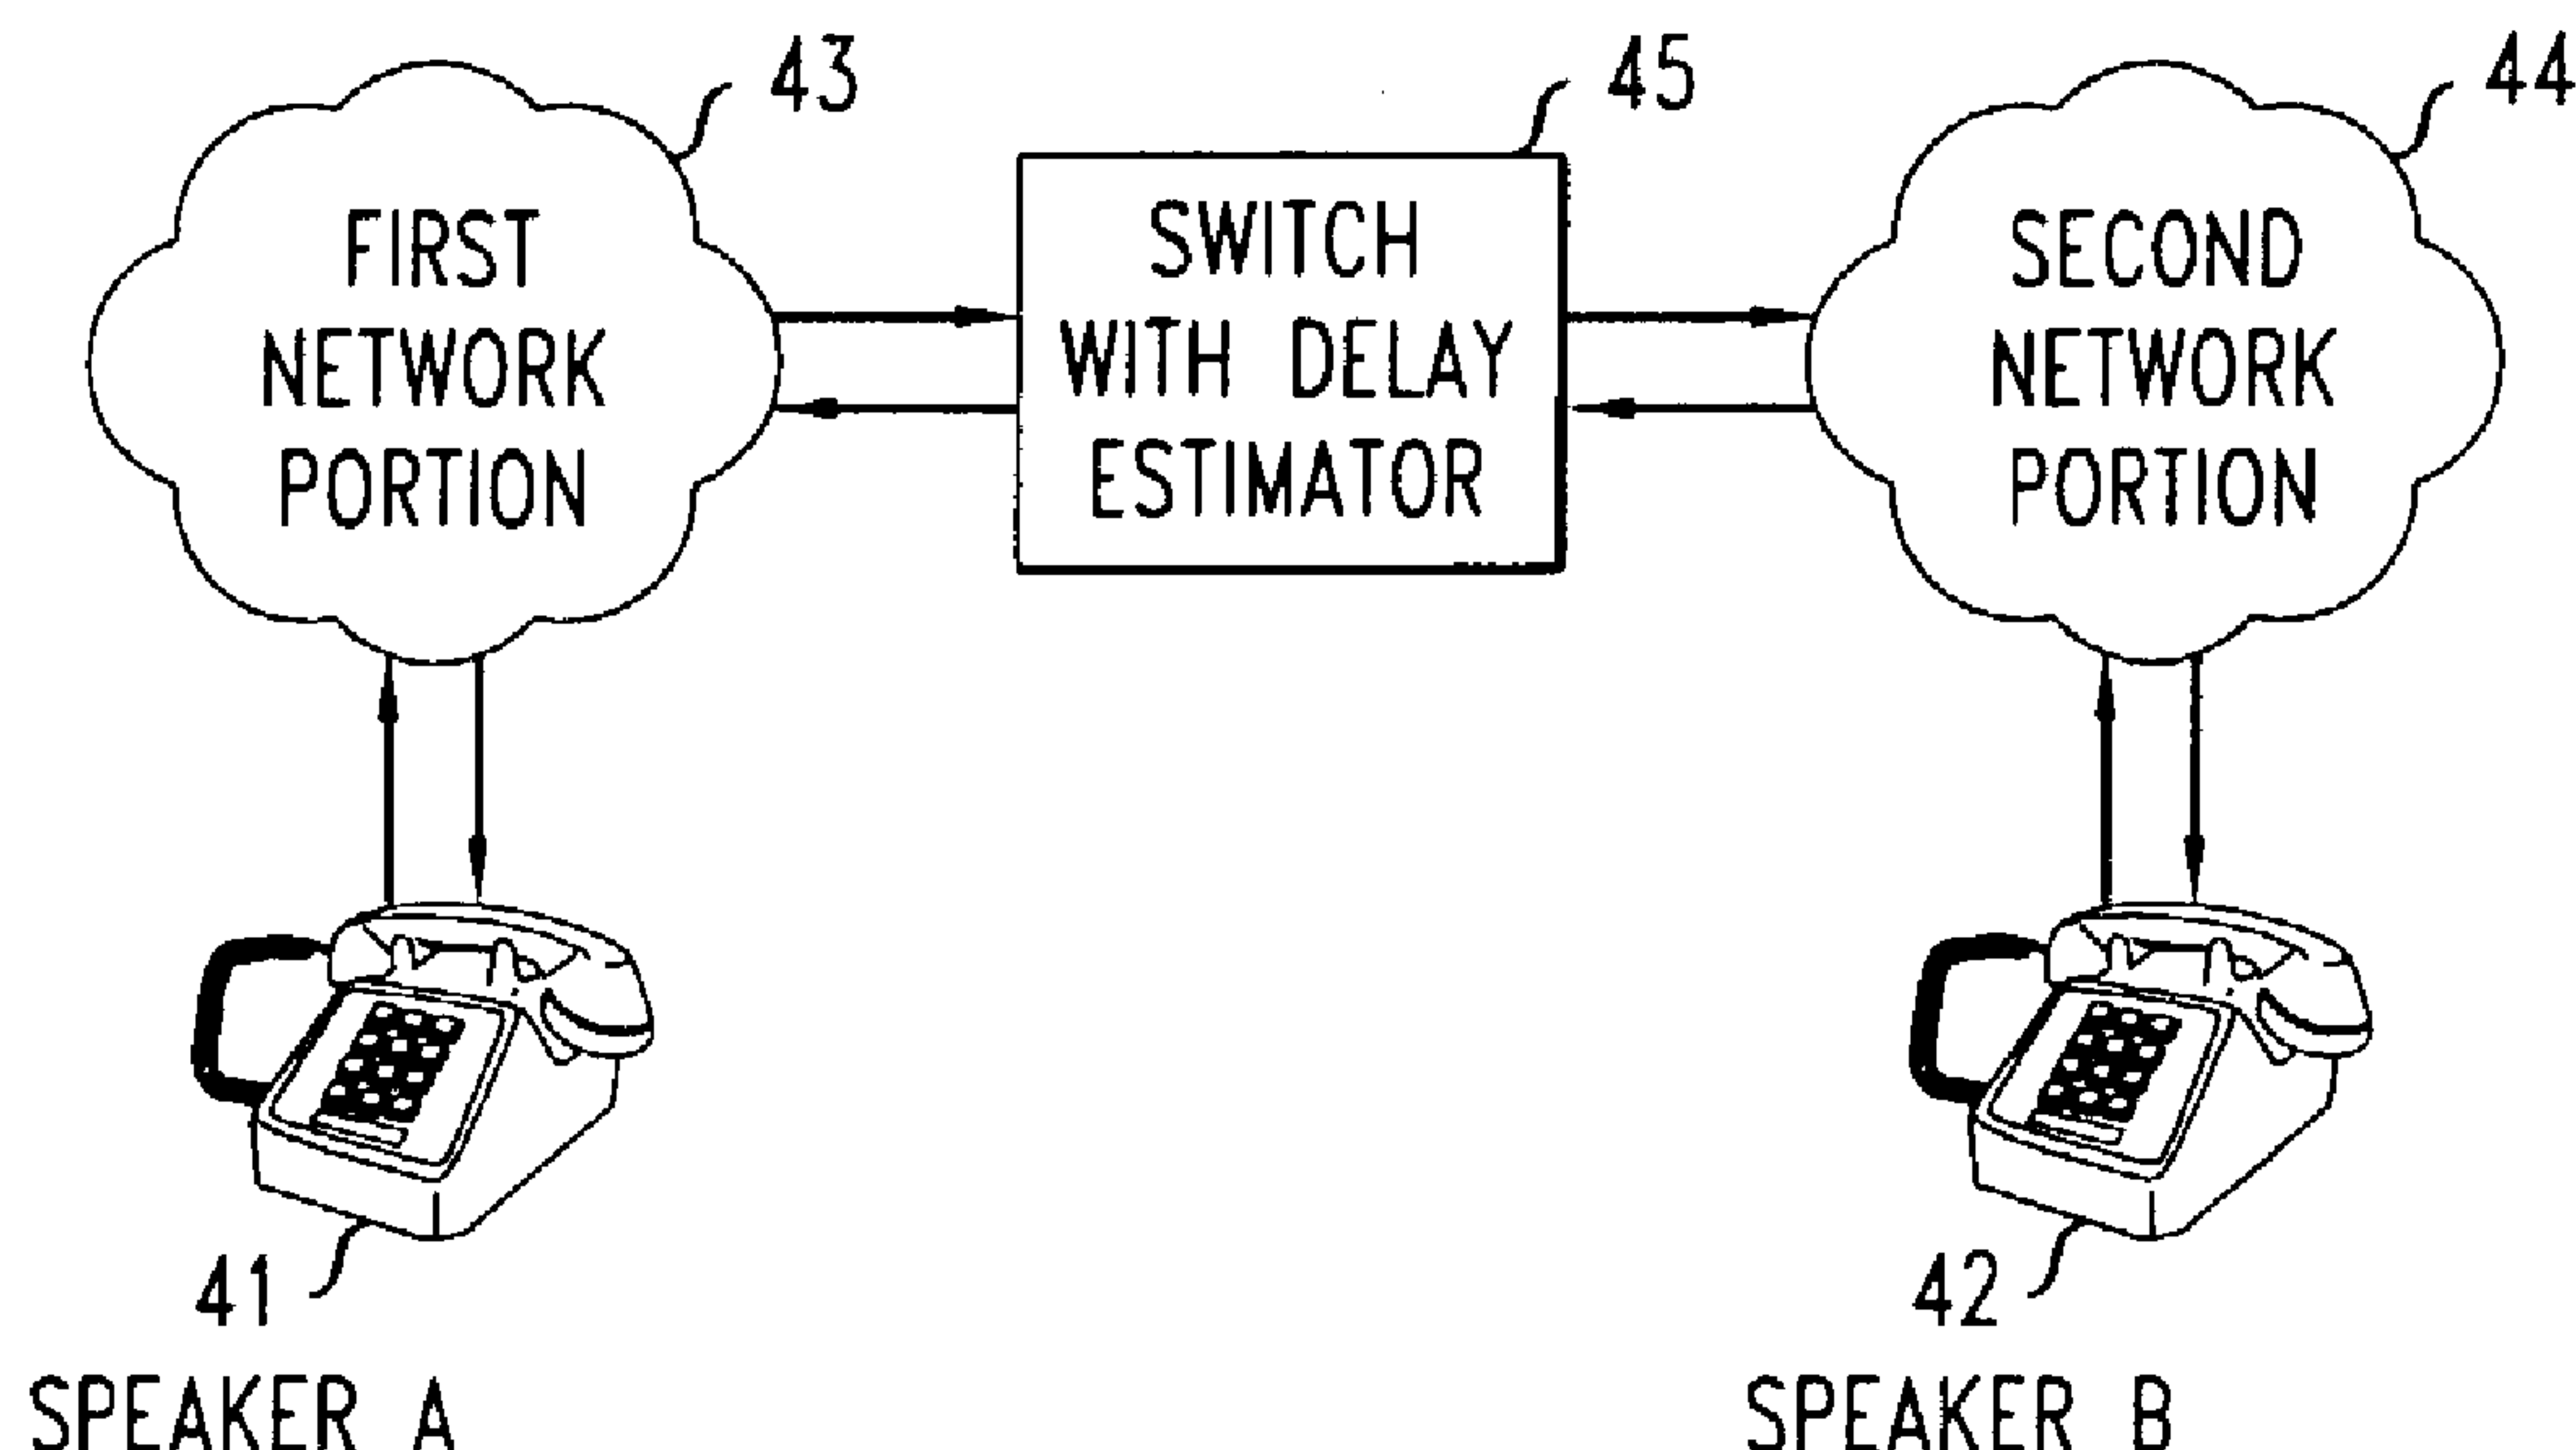 43
45
44
FIRST
NETWORK
PORTION
SWITCH
WITH DELAY
ESTIMATOR
SECOND
NETWORK
PORTION
41
SPEAKER A
42
SPEAKER B